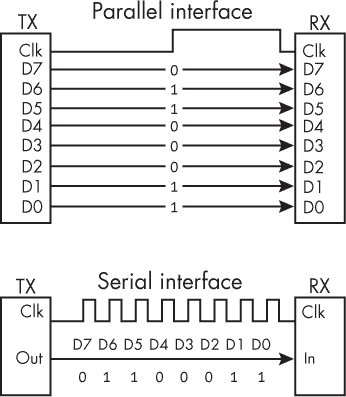 Parallel interface
TX RX
Clk Clk
D7 0 D7
D6 1 D6
D5 1 D5
D4 0 D4
D3 0 D3
D2 0 D2
D1 1 D1
D0 1 D0
Serial interface
TX RX
Clk Clk
D7 D6 D5 D4 D3 D2 D1 D0
Out In
0 1 1 0 0 0 1 1